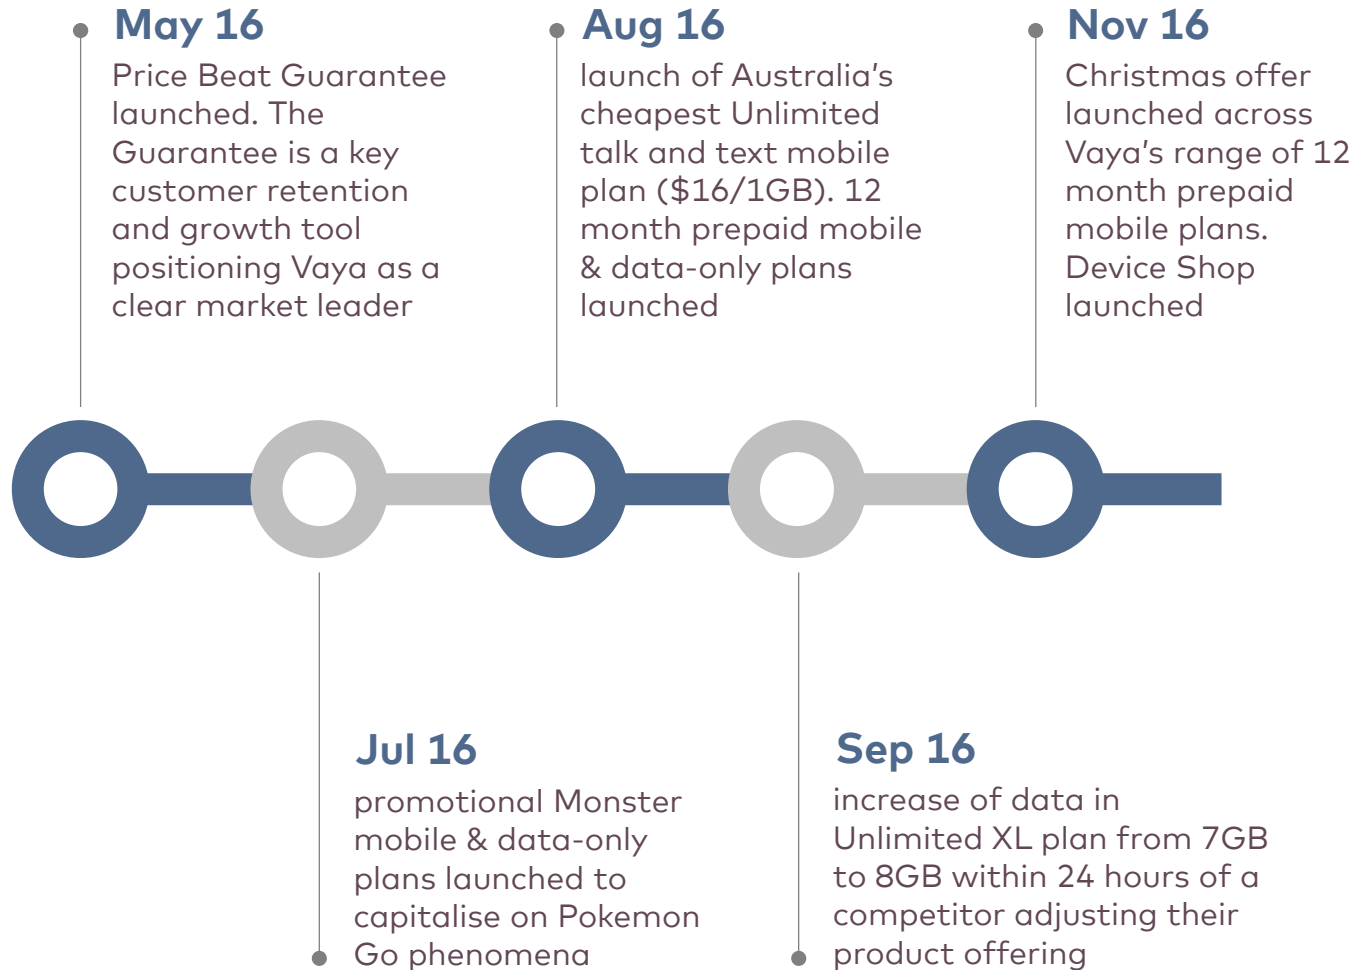 May 16
Price Beat Guarantee
launched. The
Guarantee is a key
customer retention
and growth tool
positioning Vaya as a
clear market leader
Aug 16
launch of Australia's
cheapest Unlimited
talk and text mobile
plan ($16/1GB). 12
month prepaid mobile
& data-only plans
launched
Nov 16
Christmas offer
launched across
Vaya's range of 12
month prepaid
mobile plans.
Device Shop
launched
Jul 16
promotional Monster
mobile & data-only
plans launched to
capitalise on Pokemon
Go phenomena
Sep 16
increase of data in
Unlimited XL plan from 7GB
to 8GB within 24 hours of a
competitor adjusting their
product offering